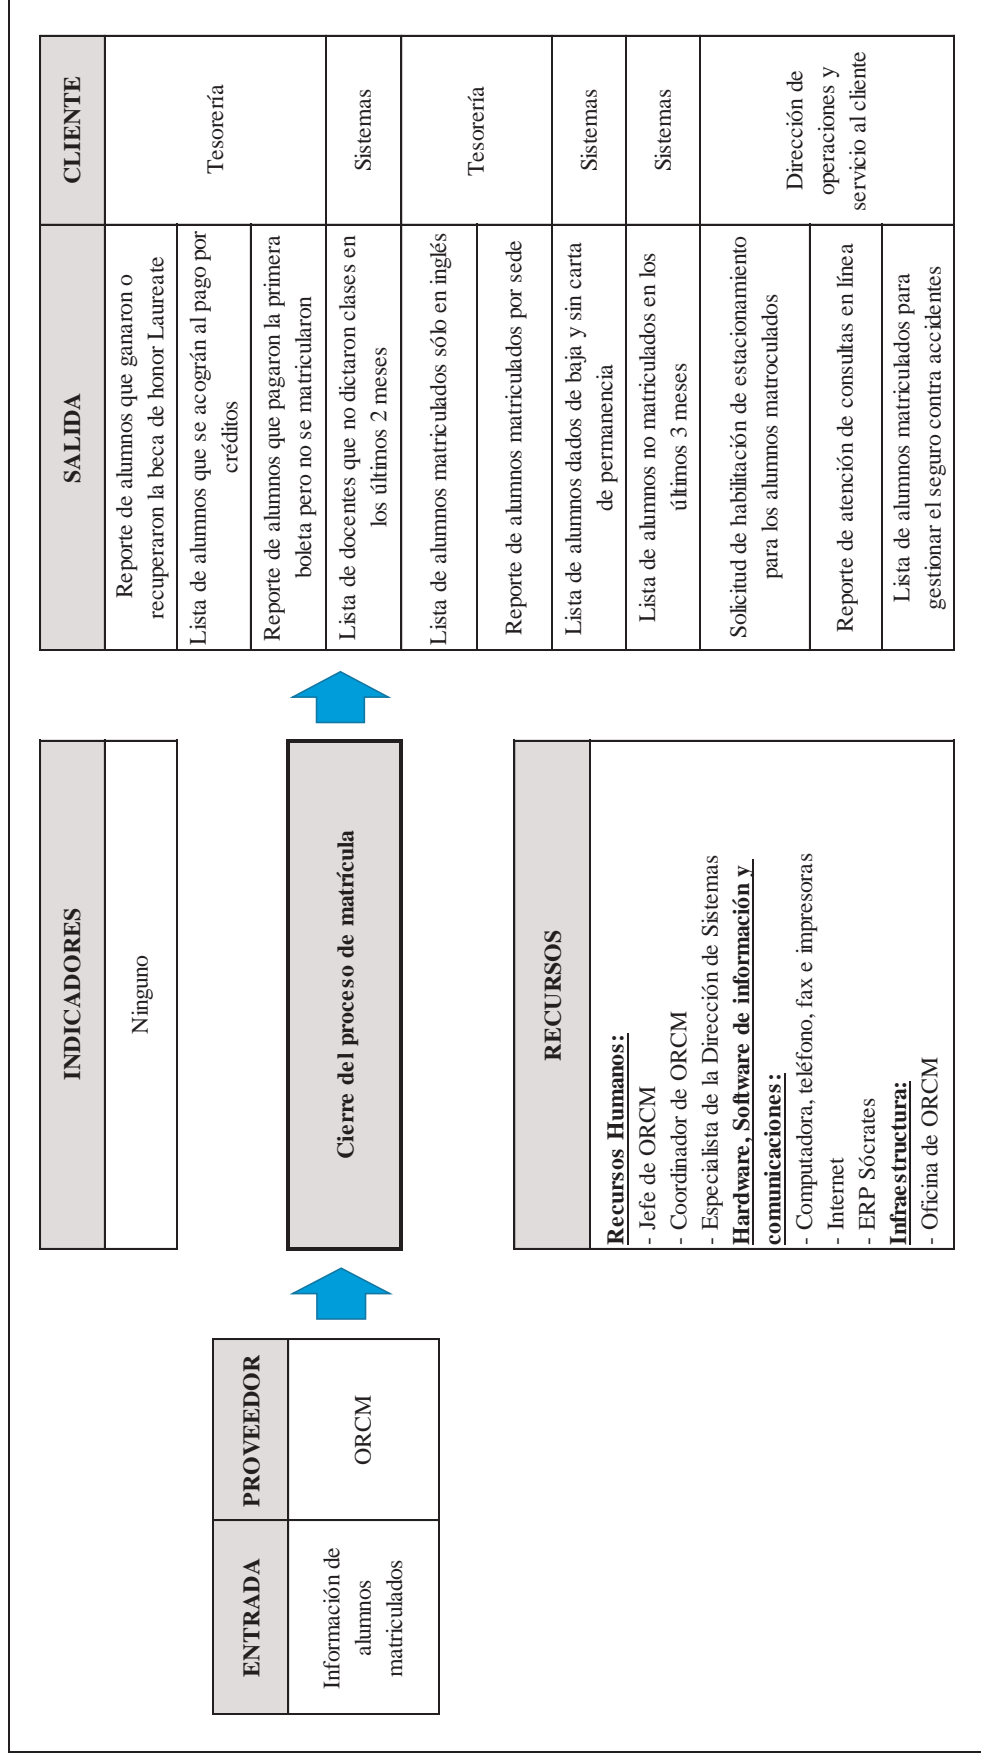 ENTRADA
PROVEEDOR
Información de
alumnos
matriculados
ORCM
INDICADORES
Ninguno
Cierre del proceso de matrícula
RECURSOS
Recursos Humanos:
- Jefe de ORCM
- Coordinador de ORCM
- Especialista de la Dirección de Sistemas
Hardware, Software de información y
comunicaciones:
- Computadora, teléfono, fax e impresoras
- Internet
- ERP Sócrates
Infraestructura:
- Oficina de ORCM
SALIDA
CLIENTE
Reporte de alumnos que ganaron o
recuperaron la beca de honor Laureate
Lista de alumnos que se acográn al pago por
créditos
Reporte de alumnos que pagaron la primera
boleta pero no se matricularon
Tesorería
Lista de docentes que no dictaron clases en
los últimos 2 meses
Sistemas
Lista de alumnos matriculados sólo en inglés
Reporte de alumnos matriculados por sede
Tesorería
Lista de alumnos dados de baja y sin carta
de permanencia
Sistemas
Lista de alumnos no matriculados en los
últimos 3 meses
Sistemas
Solicitud de habilitación de estacionamiento
para los alumnos matroculados
Reporte de atención de consultas en línea
Lista de alumnos matriculados para
gestionar el seguro contra accidentes
Dirección de
operaciones y
servicio al cliente